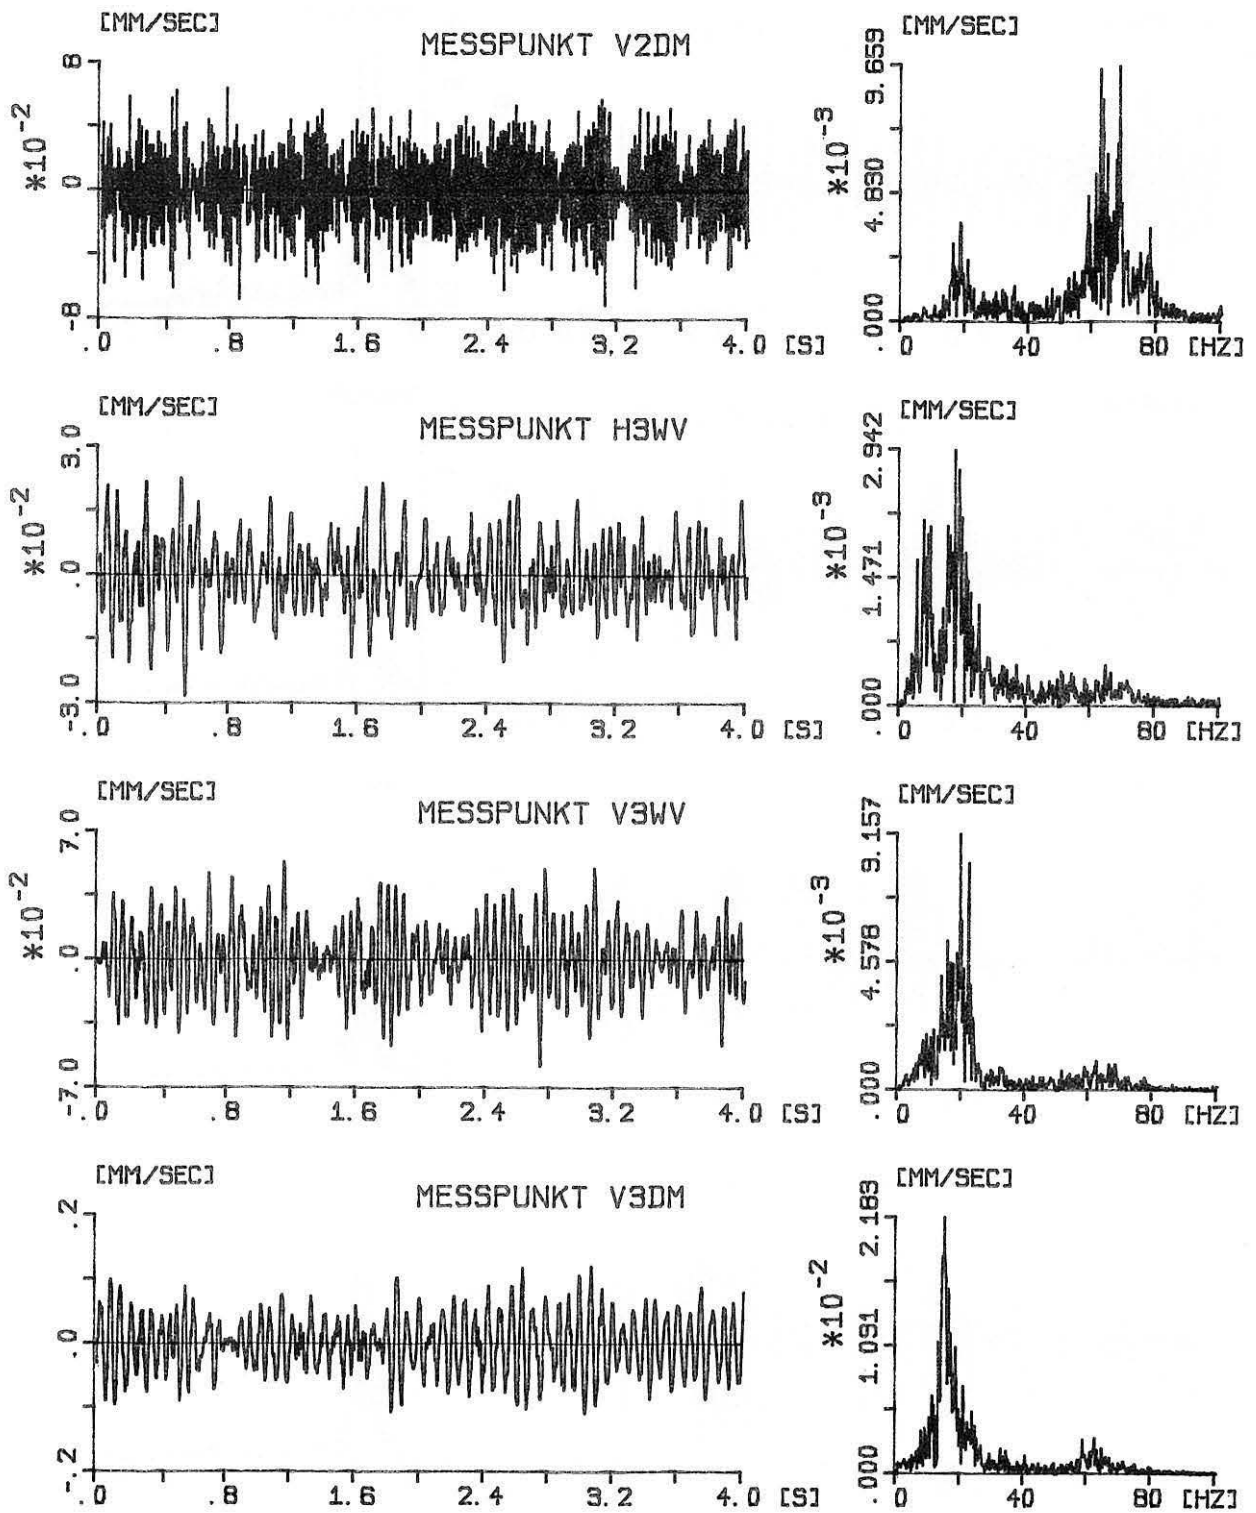 [MM/SEC]
MESSPUNKT V2DM
*10-2
8
0
-8
.0 .8 1.6 2.4 3.2 4.0 [S]
[MM/SEC]
*10-3
9.659
4.830
.000
0 40 80 [HZ]
[MM/SEC]
MESSPUNKT H3WV
*10-2
3.0
.0
-3.0
.0 .8 1.6 2.4 3.2 4.0 [S]
[MM/SEC]
*10-3
2.942
1.471
.000
0 40 80 [HZ]
[MM/SEC]
MESSPUNKT V3WV
*10-2
7.0
.0
-7.0
.0 .8 1.6 2.4 3.2 4.0 [S]
[MM/SEC]
*10-3
9.157
4.578
.000
0 40 80 [HZ]
[MM/SEC]
MESSPUNKT V3DM
.2
.0
-.2
.0 .8 1.6 2.4 3.2 4.0 [S]
[MM/SEC]
*10-2
2.183
1.091
.000
0 40 80 [HZ]